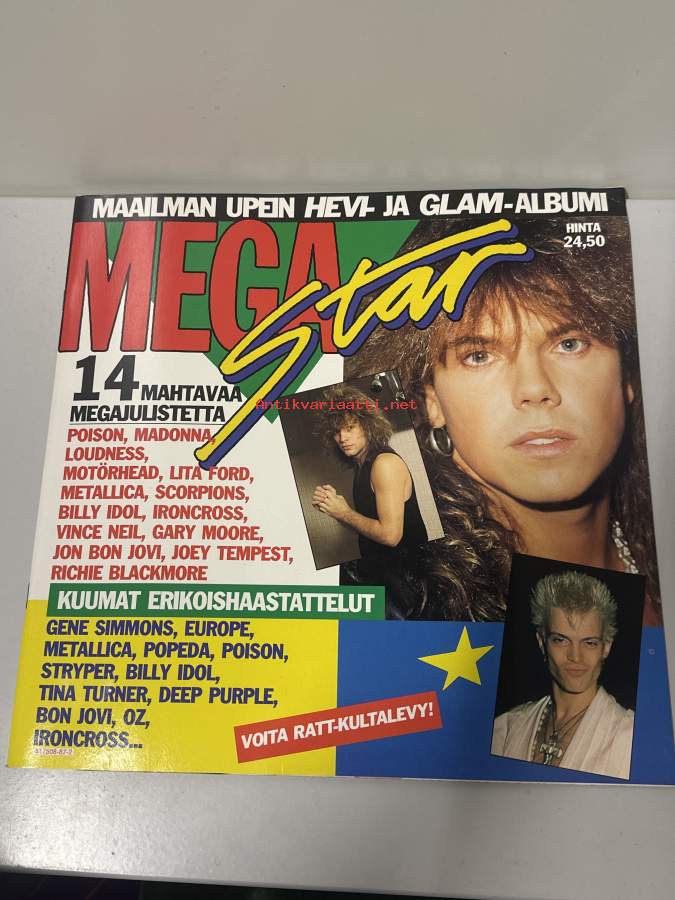 MAAILMAN UPEIN HEVI- JA GLAM-ALBUMI
MEGA
Star
HINTA
24,50
14 MAHTAVAA
MEGAJULISTETTA
Antikvariaatti.net
POISON, MADONNA,
LOUDNESS,
MOTÖRHEAD, LITA FORD,
METALLICA, SCORPIONS,
BILLY IDOL, IRONCROSS,
VINCE NEIL, GARY MOORE,
JON BON JOVI, JOEY TEMPEST,
RICHIE BLACKMORE
KUUMAT ERIKOISHAASTATTELUT
GENE SIMMONS, EUROPE,
METALLICA, POPEDA, POISON,
STRYPER, BILLY IDOL,
TINA TURNER, DEEP PURPLE,
BON JOVI, OZ,
IRONCROSS...
VOITA RATT-KULTALEVY!